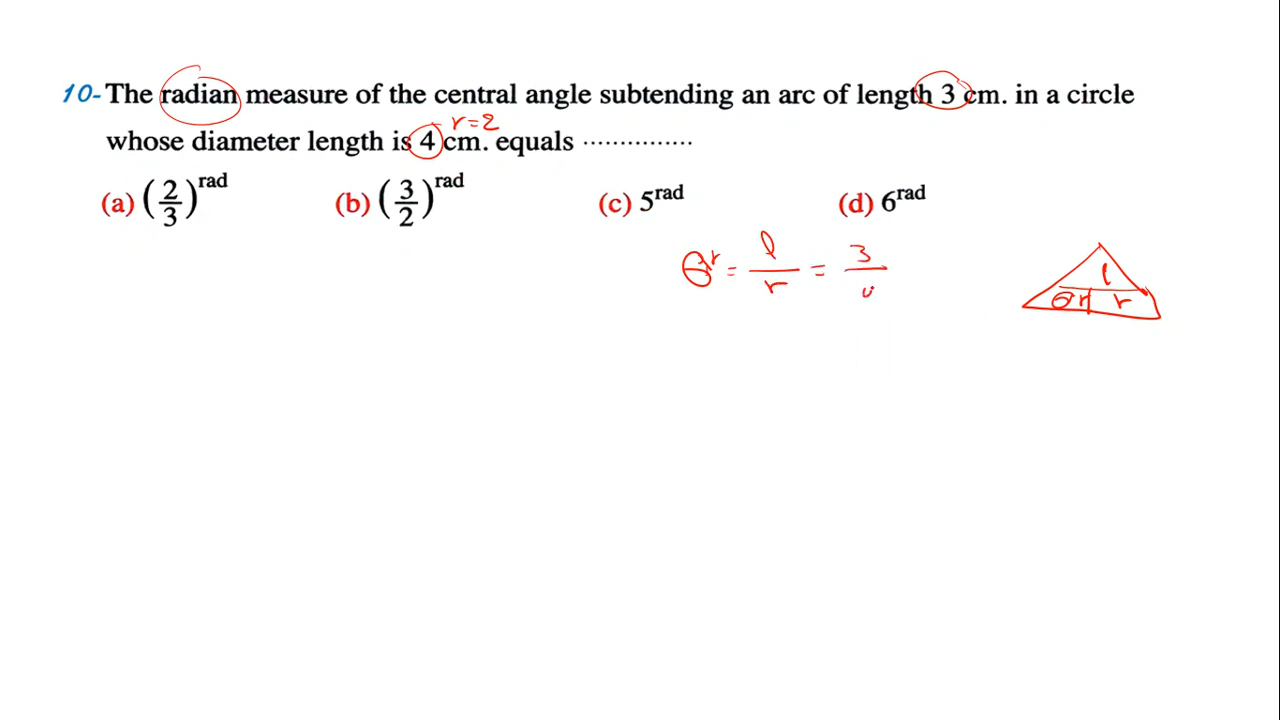 10- The radian measure of the central angle subtending an arc of length 3 cm. in a circle
r=2
whose diameter length is 4 cm. equals ...............
(a) (2/3)^rad (b) (3/2)^rad (c) 5^rad (d) 6^rad
θ^r = l/r = 3/
l
θ^r r